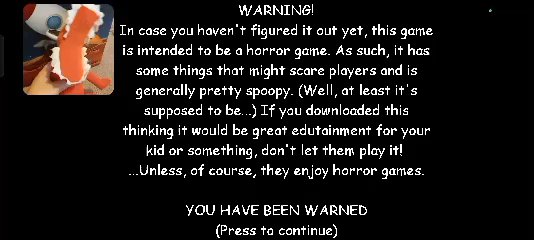 WARNING!
In case you haven't figured it out yet, this game
is intended to be a horror game. As such, it has
some things that might scare players and is
generally pretty spoopy. (Well, at least it's
supposed to be...) If you downloaded this
thinking it would be great edutainment for your
kid or something, don't let them play it!
...Unless, of course, they enjoy horror games.
YOU HAVE BEEN WARNED
(Press to continue)